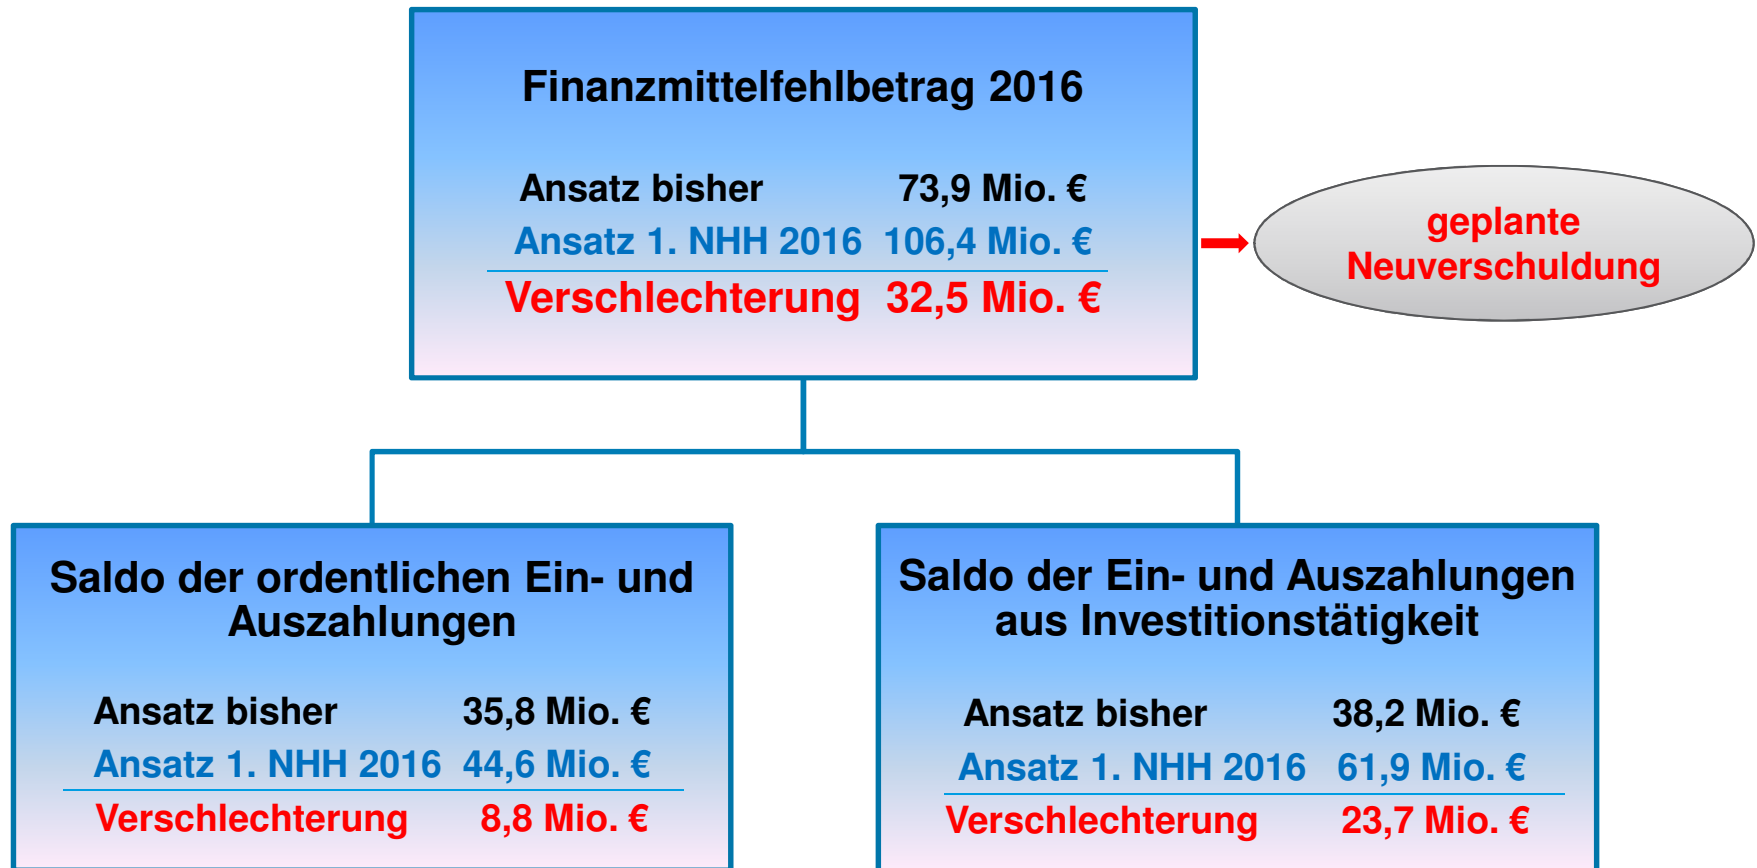 Finanzmittelfehlbetrag 2016
Ansatz bisher 73,9 Mio. €
Ansatz 1. NHH 2016 106,4 Mio. €
Verschlechterung 32,5 Mio. €
geplante
Neuverschuldung
Saldo der ordentlichen Ein- und
Auszahlungen
Ansatz bisher 35,8 Mio. €
Ansatz 1. NHH 2016 44,6 Mio. €
Verschlechterung 8,8 Mio. €
Saldo der Ein- und Auszahlungen
aus Investitionstätigkeit
Ansatz bisher 38,2 Mio. €
Ansatz 1. NHH 2016 61,9 Mio. €
Verschlechterung 23,7 Mio. €